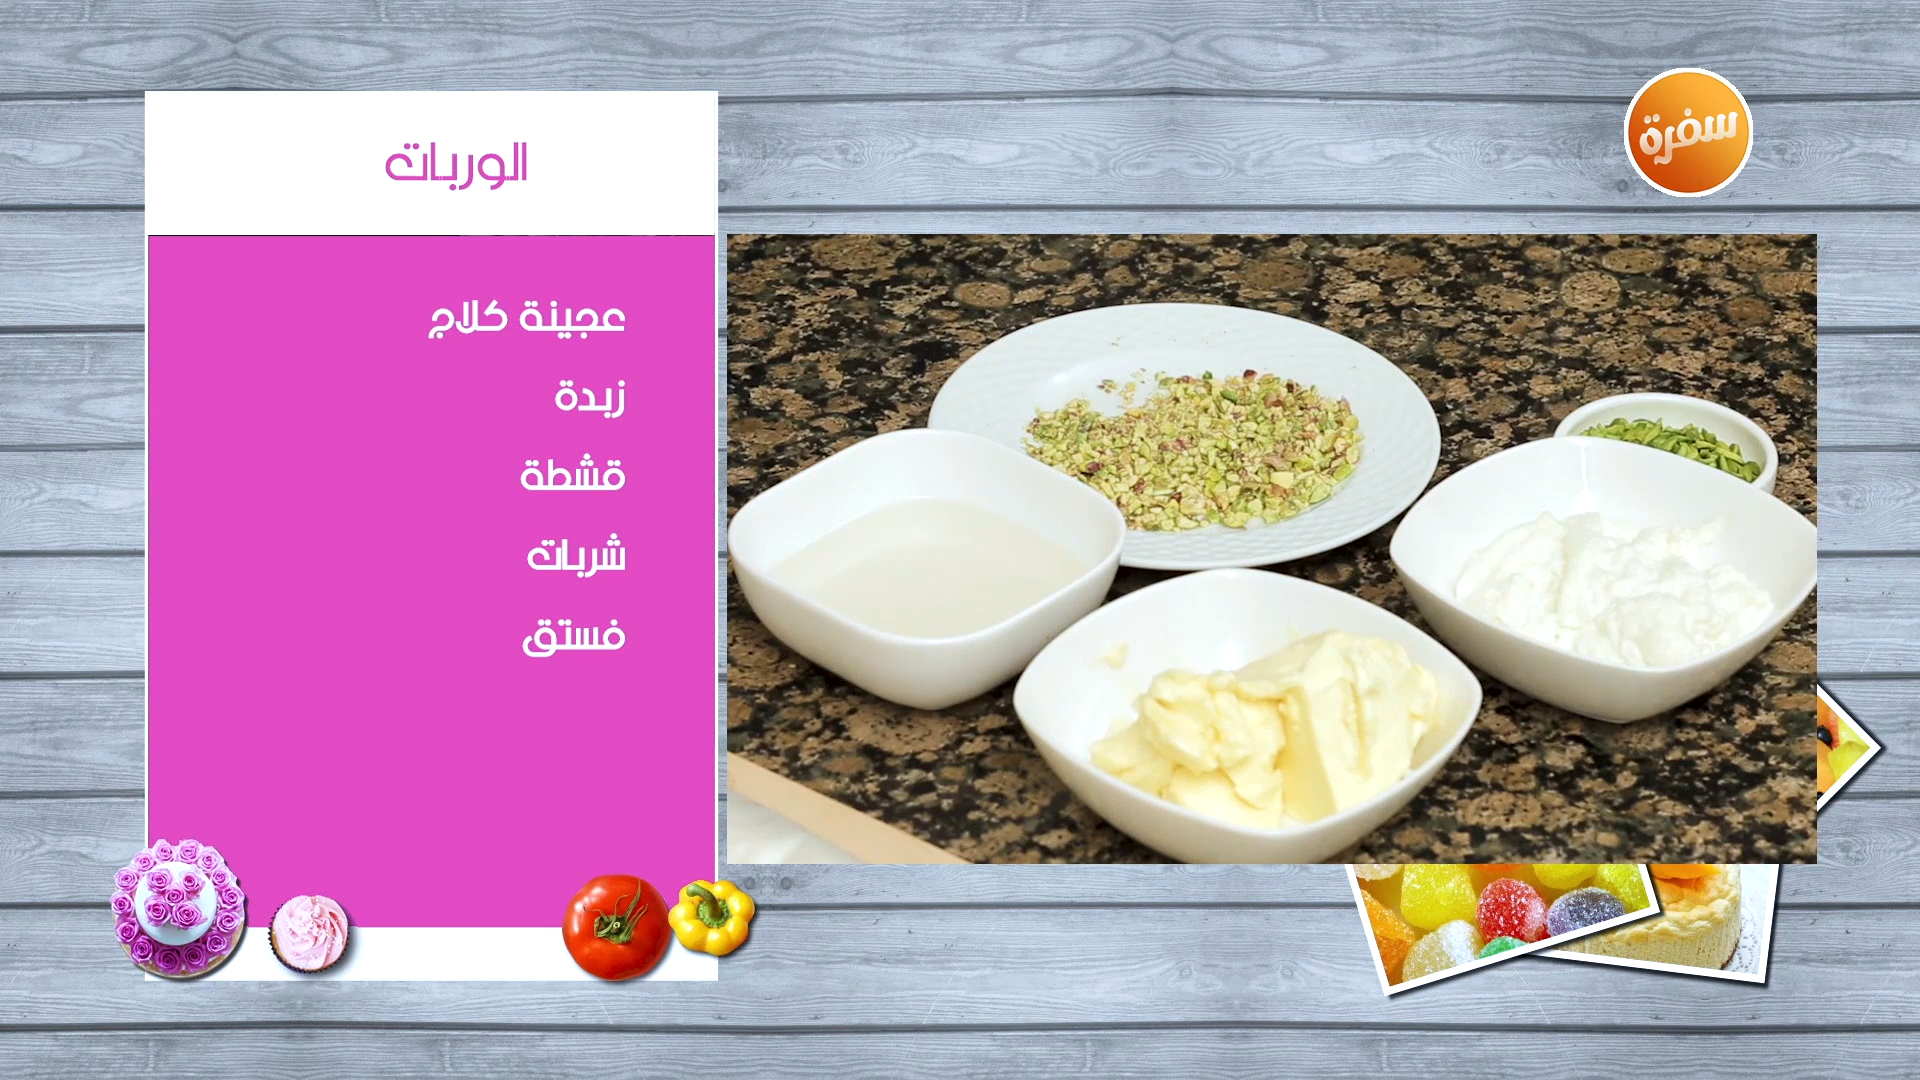 سفرة
الوربات
عجينة كلاج
زبدة
قشطة
شربات
فستق